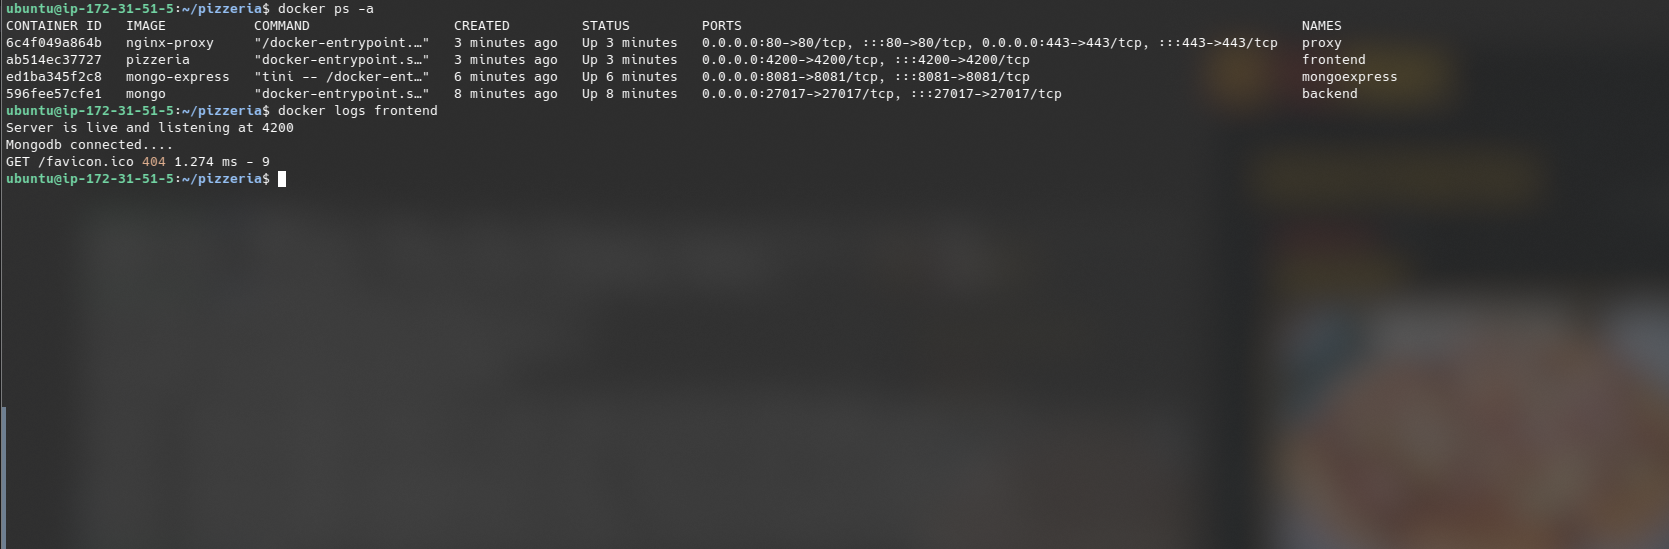 ubuntu@ip-172-31-51-5:~/pizzeria$ docker ps -a
CONTAINER ID   IMAGE           COMMAND                  CREATED         STATUS         PORTS                                                                      NAMES
6c4f049a864b   nginx-proxy     "/docker-entrypoint.…"   3 minutes ago   Up 3 minutes   0.0.0.0:80->80/tcp, :::80->80/tcp, 0.0.0.0:443->443/tcp, :::443->443/tcp   proxy
ab514ec37727   pizzeria        "docker-entrypoint.s…"   3 minutes ago   Up 3 minutes   0.0.0.0:4200->4200/tcp, :::4200->4200/tcp                                  frontend
ed1ba345f2c8   mongo-express   "tini -- /docker-ent…"   6 minutes ago   Up 6 minutes   0.0.0.0:8081->8081/tcp, :::8081->8081/tcp                                  mongoexpress
596fee57cfe1   mongo           "docker-entrypoint.s…"   8 minutes ago   Up 8 minutes   0.0.0.0:27017->27017/tcp, :::27017->27017/tcp                              backend
ubuntu@ip-172-31-51-5:~/pizzeria$ docker logs frontend
Server is live and listening at 4200
Mongodb connected....
GET /favicon.ico 404 1.274 ms - 9
ubuntu@ip-172-31-51-5:~/pizzeria$